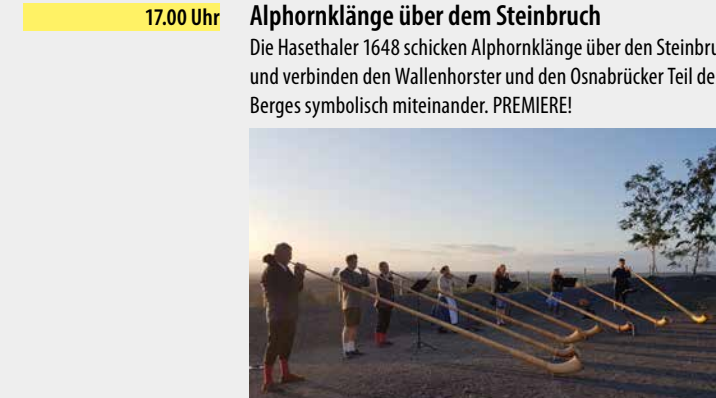 17.00 Uhr
Alphornklänge über dem Steinbruch
Die Hasethaler 1648 schicken Alphornklänge über den
und verbinden den Wallenhorster und den Osnabrücker Teil
Berges symbolisch miteinander. PREMIERE!